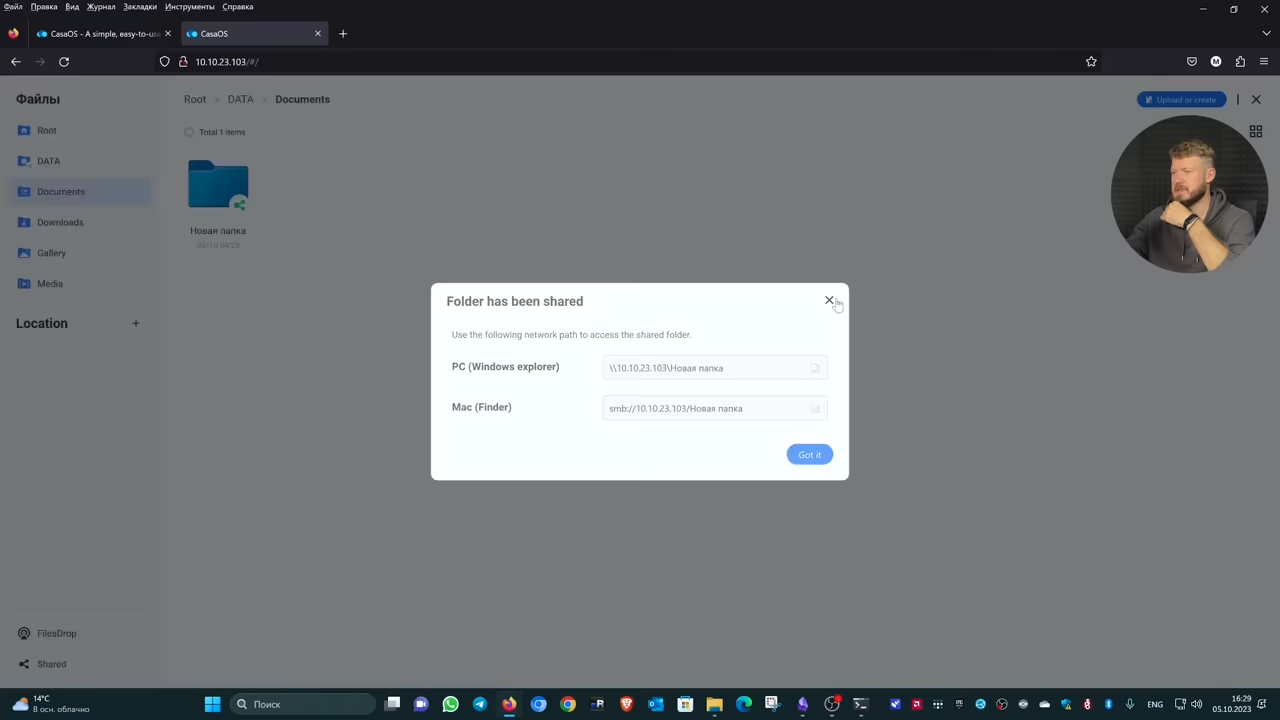 Файл Правка Вид Журнал Закладки Инструменты Справка
CasaOS - A simple, easy-to-use
CasaOS
10.10.23.103/#/
Файлы
Root > DATA > Documents
Upload or create
Root
Total 1 items
DATA
Documents
Downloads
Новая папка
Gallery
Media
Location
Folder has been shared
Use the following network path to access the shared folder.
PC (Windows explorer)
\\10.10.23.103\Новая папка
Mac (Finder)
smb://10.10.23.103/Новая папка
Got it
FilesDrop
Shared
14°C
В осн. облачно
Поиск
ENG
16:29
05.10.2023